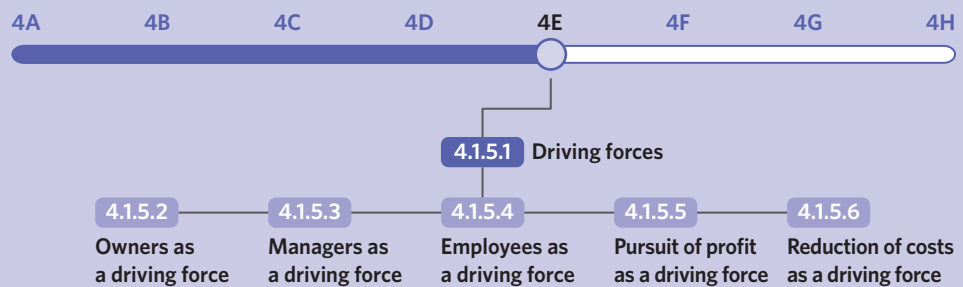 4A 4B 4C 4D 4E 4F 4G 4H
4.1.5.1 Driving forces
4.1.5.2 4.1.5.3 4.1.5.4 4.1.5.5 4.1.5.6
Owners as Managers as Employees as Pursuit of profit Reduction of costs
a driving force a driving force a driving force as a driving force as a driving force